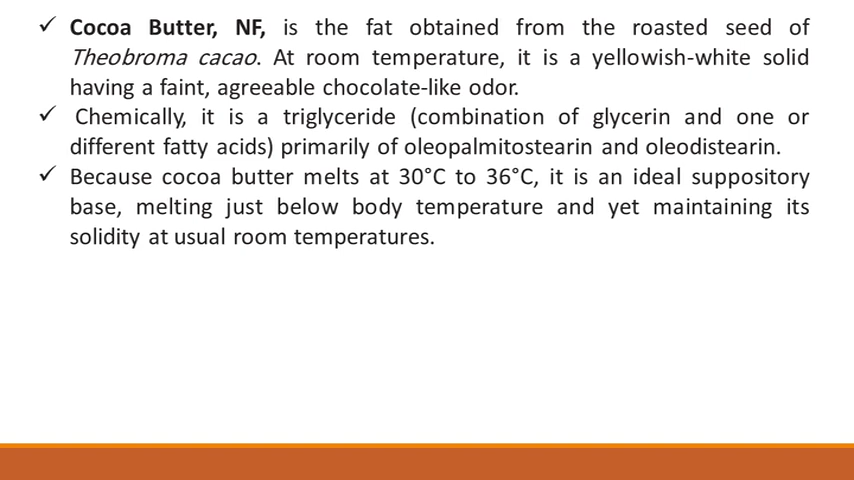 ✓ Cocoa Butter, NF, is the fat obtained from the roasted seed of
Theobroma cacao. At room temperature, it is a yellowish-white solid
having a faint, agreeable chocolate-like odor.
✓ Chemically, it is a triglyceride (combination of glycerin and one or
different fatty acids) primarily of oleopalmitostearin and oleodistearin.
✓ Because cocoa butter melts at 30°C to 36°C, it is an ideal suppository
base, melting just below body temperature and yet maintaining its
solidity at usual room temperatures.